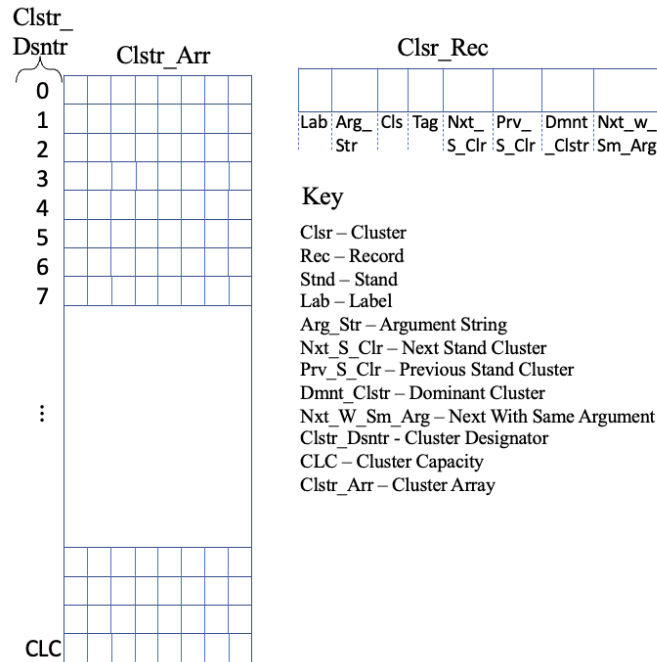 Clstr_
Dsntr
Clstr_Arr
0
1
2
3
4
5
6
7
...
CLC
Clsr_Rec
Lab Arg_ Cls Tag Nxt_ Prv_ Dmnt Nxt_w_
Str S_Clr S_Clr _Clstr Sm_Arg
Key
Clsr – Cluster
Rec – Record
Stnd – Stand
Lab – Label
Arg_Str – Argument String
Nxt_S_Clr – Next Stand Cluster
Prv_S_Clr – Previous Stand Cluster
Dmnt_Clstr – Dominant Cluster
Nxt_W_Sm_Arg – Next With Same Argument
Clstr_Dsntr - Cluster Designator
CLC – Cluster Capacity
Clstr_Arr – Cluster Array